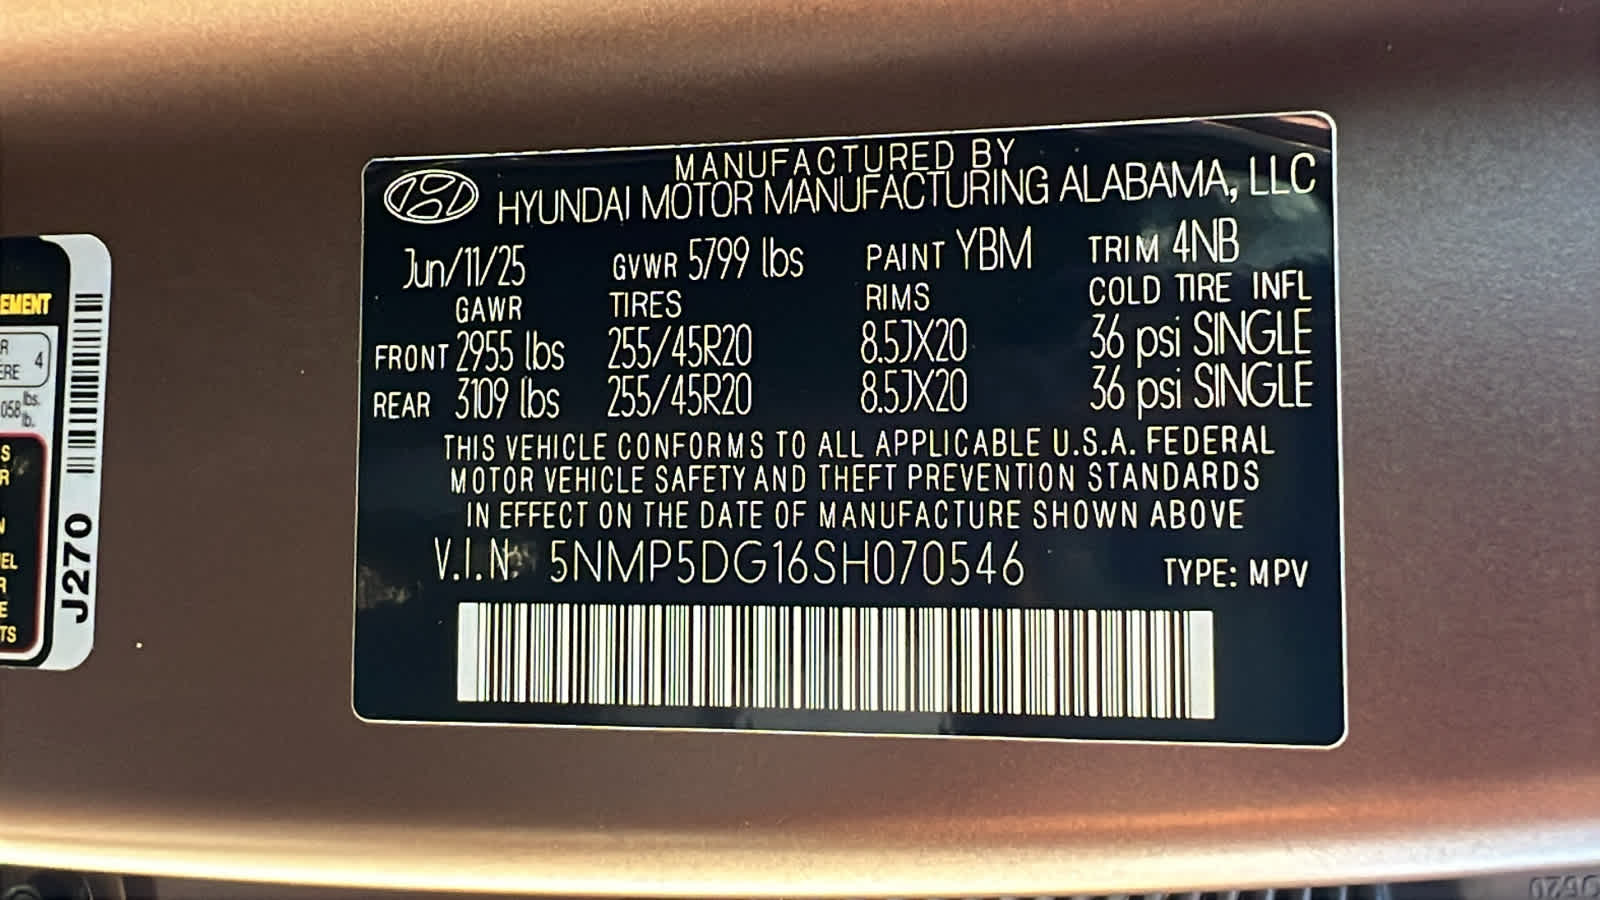 MANUFACTURED BY
HYUNDAI MOTOR MANUFACTURING ALABAMA, LLC
Jun/11/25 GVWR 5799 lbs PAINT YBM TRIM 4NB
GAWR TIRES RIMS COLD TIRE INFL
FRONT 2955 lbs 255/45R20 8.5JX20 36 psi SINGLE
REAR 3109 lbs 255/45R20 8.5JX20 36 psi SINGLE
THIS VEHICLE CONFORMS TO ALL APPLICABLE U.S.A. FEDERAL
MOTOR VEHICLE SAFETY AND THEFT PREVENTION STANDARDS
IN EFFECT ON THE DATE OF MANUFACTURE SHOWN ABOVE
V.I.N. 5NMP5DG16SH070546 TYPE: MPV
4
lbs.
lb.
J270